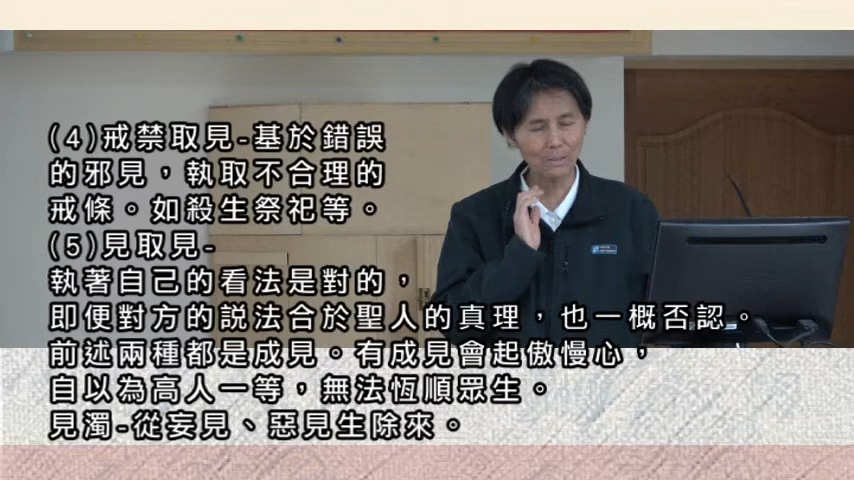 (4)戒禁取見-基於錯誤
的邪見，執取不合理的
戒條。如殺生祭祀等。
(5)見取見-
執著自己的看法是對的，
即便對方的說法合於聖人的真理，也一概否認。
前述兩種都是成見。有成見會起傲慢心，
自以為高人一等，無法恆順眾生。
見濁-從妄見、惡見生除來。